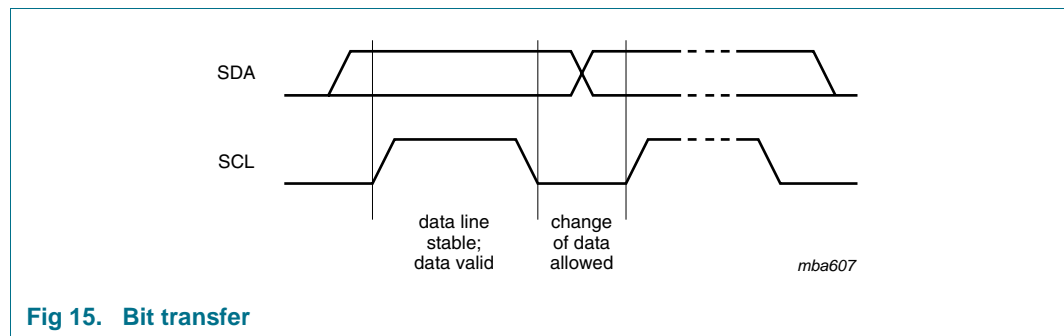 SDA
SCL
data line
stable;
data valid
change
of data
allowed
mba607
Fig 15. Bit transfer